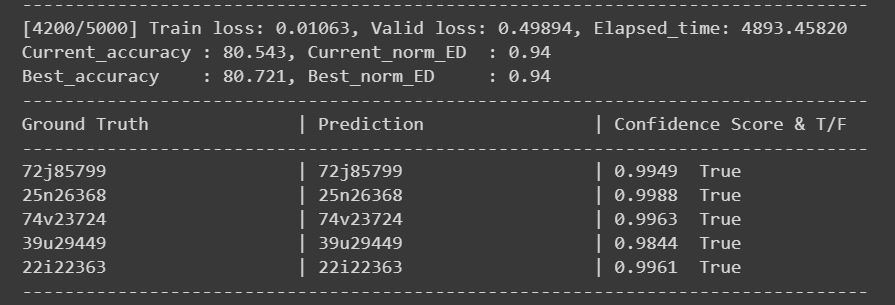 --------------------------------------------------------------------------------
[4200/5000] Train loss: 0.01063, Valid loss: 0.49894, Elapsed_time: 4893.45820
Current_accuracy : 80.543, Current_norm_ED  : 0.94
Best_accuracy    : 80.721, Best_norm_ED     : 0.94
--------------------------------------------------------------------------------
Ground Truth              | Prediction                | Confidence Score & T/F
--------------------------------------------------------------------------------
72j85799                  | 72j85799                  | 0.9949  True
25n26368                  | 25n26368                  | 0.9988  True
74v23724                  | 74v23724                  | 0.9963  True
39u29449                  | 39u29449                  | 0.9844  True
22i22363                  | 22i22363                  | 0.9961  True
--------------------------------------------------------------------------------